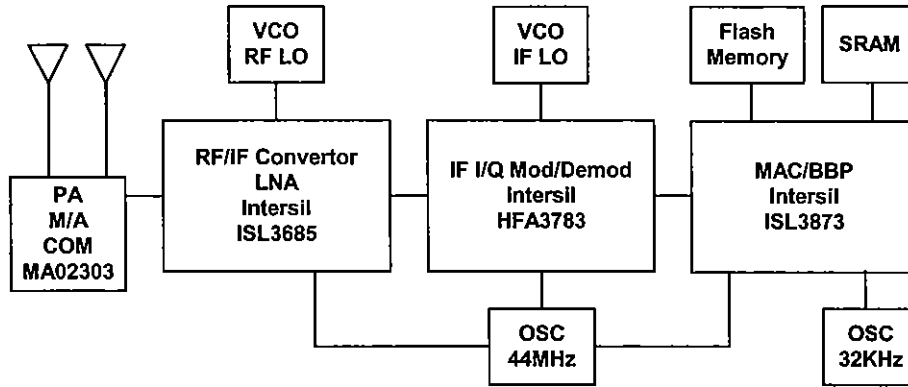 VCO
RF LO
VCO
IF LO
Flash
Memory
SRAM
RF/IF Convertor
LNA
Intersil
ISL3685
IF I/Q Mod/Demod
Intersil
HFA3783
MAC/BBP
Intersil
ISL3873
PA
M/A
COM
MA02303
OSC
44MHz
OSC
32KHz